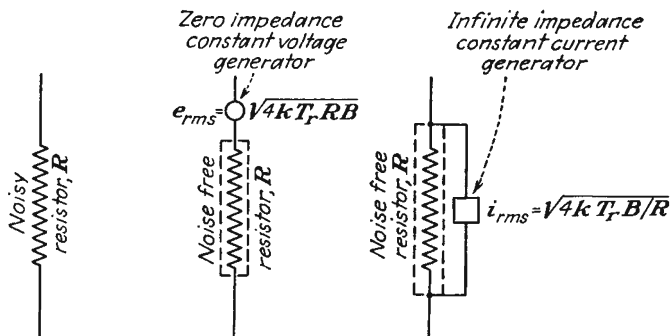 Zero impedance
constant voltage
generator
Infinite impedance
constant current
generator
e_rms = √4kT_rRB
Noisy
resistor, R
Noise free
resistor, R
Noise free
resistor, R
i_rms = √4kT_rB/R